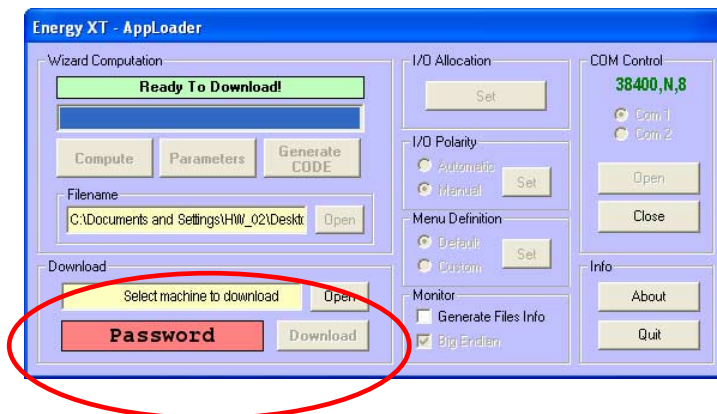 Energy XT - AppLoader
Wizard Computation
Ready To Download!
Compute
Parameters
Generate CODE
Filename
C:\Documents and Settings\HW_02\Deskt
Open
Download
Select machine to download
Open
Password
Download
I/O Allocation
Set
I/O Polarity
Automatic
Manual
Set
Menu Definition
Default
Custom
Set
Monitor
Generate Files Info
Big Endian
COM Control
38400,N,8
Com 1
Com 2
Open
Close
Info
About
Quit